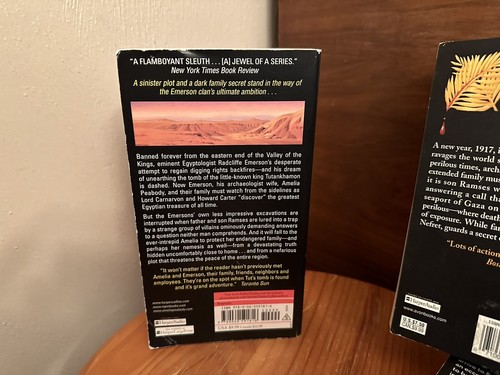 "A FLAMBOYANT SLEUTH . . . [A] JEWEL OF A SERIES."
New York Times Book Review
A sinister plot and a dark family secret stand in the way of
the Emerson clan's ultimate ambition . . .
Banned forever from the eastern end of the Valley of the
Kings, eminent Egyptologist Radcliffe Emerson's desperate
attempt to regain digging rights backfires—and his dream
of unearthing the tomb of the little-known king Tutankhamon
is dashed. Now Emerson, his archaeologist wife, Amelia
Peabody, and their family must watch from the sidelines as
Lord Carnarvon and Howard Carter "discover" the greatest
Egyptian treasure of all time.
But the Emersons' own less impressive excavations are
interrupted when father and son Ramses are lured into a trap
by a strange group of villains ominously demanding answers
to a question neither man comprehends. And it will fall to the
ever-intrepid Amelia to protect her endangered family—and
perhaps her nemesis as well—from a devastating truth
hidden uncomfortably close to home . . . and from a nefarious
plot that threatens the peace of the entire region.
"It won't matter if the reader hasn't previously met
Amelia and Emerson, their family, friends, neighbors and
employees. They're on the spot when Tut's tomb is found
and it's grand adventure." Toronto Sun
HarperAudio
A new year, 1917, i
ravages the world
perilous times, arch
extended family mu
it is son Ramses w
answering a call tha
seaport of Gaza on
perilous—where deat
of exposure. While fa
Nefret, guards a secret
"Lots of action
HarperAudio
www.avonbooks.com
U.S. $7.50